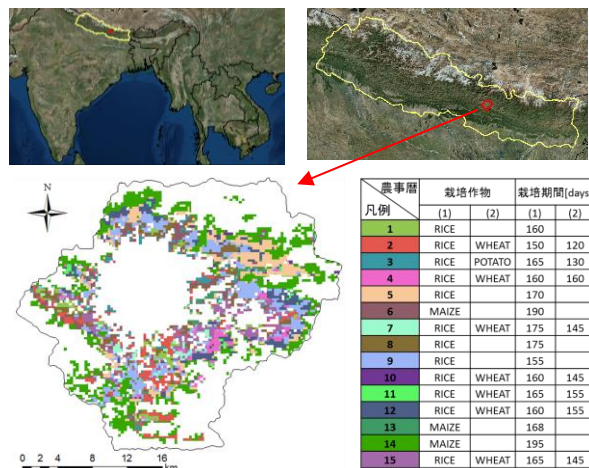 N
0 2 4 8 12 16
km
農事暦 栽培作物 栽培期間[days
凡例 (1) (2) (1) (2)
1 RICE 160
2 RICE WHEAT 150 120
3 RICE POTATO 165 130
4 RICE WHEAT 160 160
5 RICE 170
6 MAIZE 190
7 RICE WHEAT 175 145
8 RICE 175
9 RICE 155
10 RICE WHEAT 160 145
11 RICE WHEAT 165 155
12 RICE WHEAT 160 155
13 MAIZE 168
14 MAIZE 195
15 RICE WHEAT 165 145